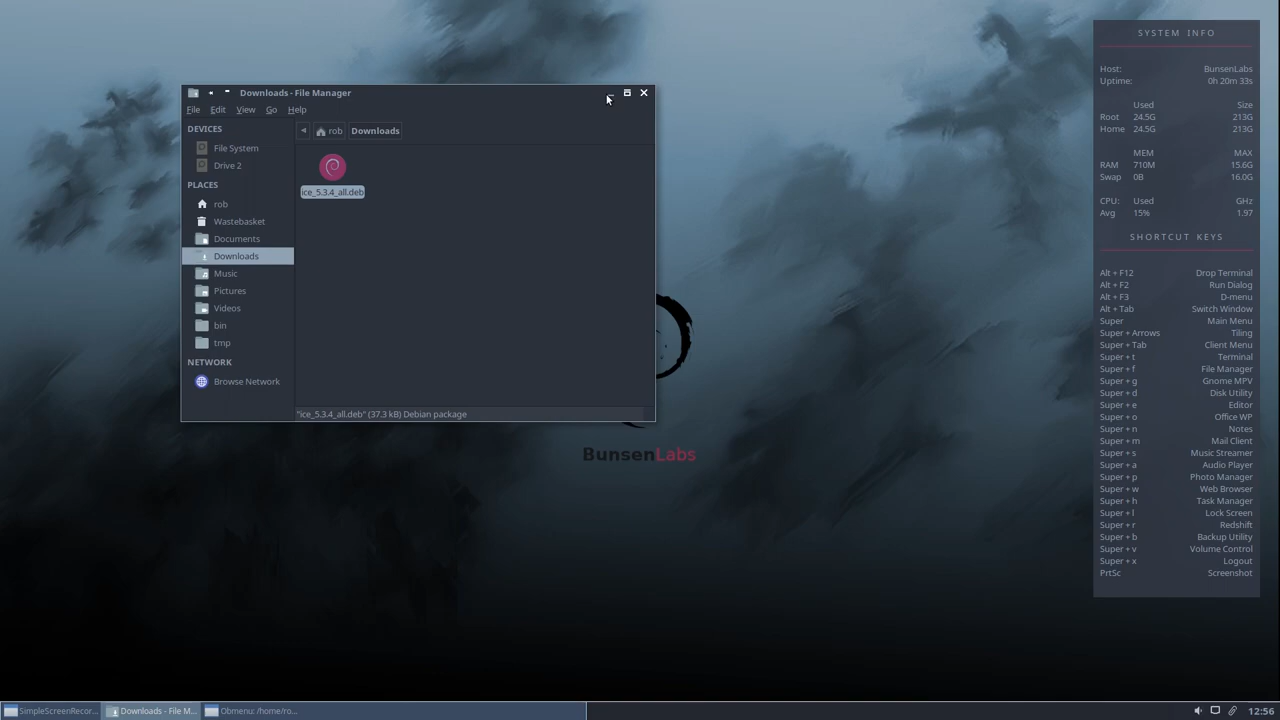 Downloads - File Manager
File Edit View Go Help
DEVICES
File System
Drive 2
PLACES
rob
Wastebasket
Documents
Downloads
Music
Pictures
Videos
bin
tmp
NETWORK
Browse Network
rob Downloads
ice_5.3.4_all.deb
"ice_5.3.4_all.deb" (37.3 kB) Debian package
BunsenLabs
SYSTEM INFO
Host: BunsenLabs
Uptime: 0h 20m 33s
Used Size
Root 24.5G 213G
Home 24.5G 213G
MEM MAX
RAM 710M 15.6G
Swap 0B 16.0G
CPU: Used GHz
Avg 15% 1.97
SHORTCUT KEYS
Alt + F12 Drop Terminal
Alt + F2 Run Dialog
Alt + F3 D-menu
Alt + Tab Switch Window
Super Main Menu
Super + Arrows Tiling
Super + Tab Client Menu
Super + t Terminal
Super + f File Manager
Super + g Gnome MPV
Super + d Disk Utility
Super + e Editor
Super + o Office WP
Super + n Notes
Super + m Mail Client
Super + s Music Streamer
Super + a Audio Player
Super + p Photo Manager
Super + w Web Browser
Super + h Task Manager
Super + l Lock Screen
Super + r Redshift
Super + b Backup Utility
Super + v Volume Control
Super + x Logout
PrtSc Screenshot
SimpleScreenRecor... Downloads - File M... Obmenu: /home/ro... 12:56